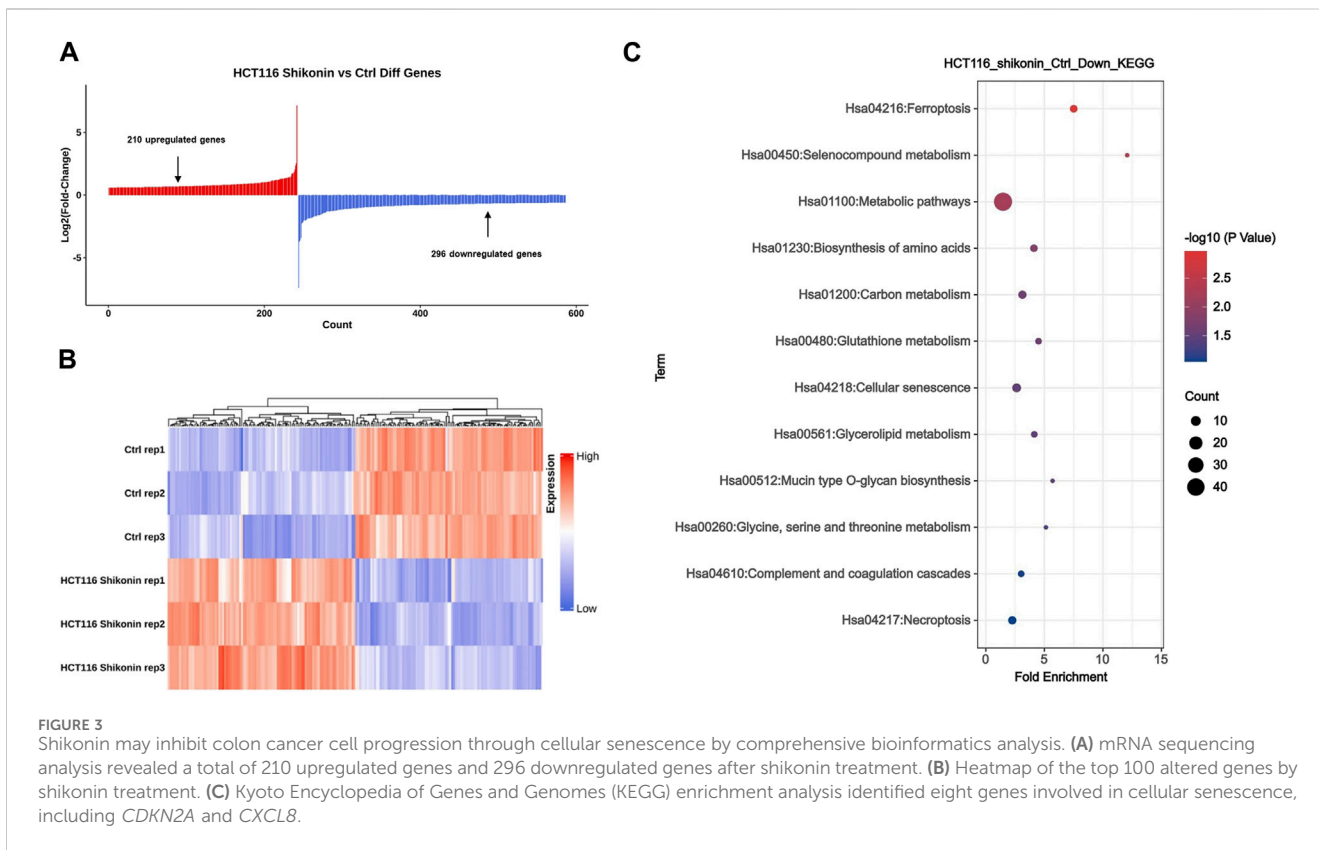 A
HCT116 Shikonin vs Ctrl Diff Genes
210 upregulated genes
296 downregulated genes
Log2(Fold-Change)
5
0
-5
0 200 400 600
Count
B
Ctrl rep1
Ctrl rep2
Ctrl rep3
HCT116 Shikonin rep1
HCT116 Shikonin rep2
HCT116 Shikonin rep3
Expression
High
Low
C
HCT116_shikonin_Ctrl_Down_KEGG
Term
Hsa04216:Ferroptosis
Hsa00450:Selenocompound metabolism
Hsa01100:Metabolic pathways
Hsa01230:Biosynthesis of amino acids
Hsa01200:Carbon metabolism
Hsa00480:Glutathione metabolism
Hsa04218:Cellular senescence
Hsa00561:Glycerolipid metabolism
Hsa00512:Mucin type O-glycan biosynthesis
Hsa00260:Glycine, serine and threonine metabolism
Hsa04610:Complement and coagulation cascades
Hsa04217:Necroptosis
0 5 10 15
Fold Enrichment
-log10 (P Value)
2.5
2.0
1.5
Count
10
20
30
40
FIGURE 3
Shikonin may inhibit colon cancer cell progression through cellular senescence by comprehensive bioinformatics analysis. (A) mRNA sequencing
analysis revealed a total of 210 upregulated genes and 296 downregulated genes after shikonin treatment. (B) Heatmap of the top 100 altered genes by
shikonin treatment. (C) Kyoto Encyclopedia of Genes and Genomes (KEGG) enrichment analysis identified eight genes involved in cellular senescence,
including CDKN2A and CXCL8.